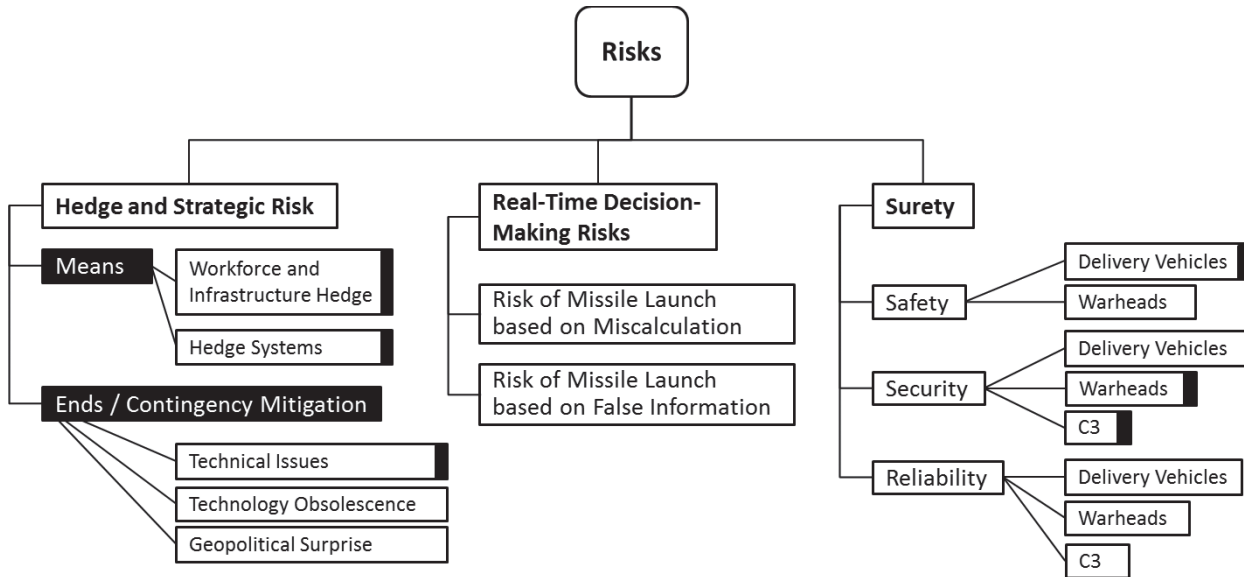 Risks
Hedge and Strategic Risk
Means
Workforce and
Infrastructure Hedge
Hedge Systems
Ends / Contingency Mitigation
Technical Issues
Technology Obsolescence
Geopolitical Surprise
Real-Time Decision-
Making Risks
Risk of Missile Launch
based on Miscalculation
Risk of Missile Launch
based on False Information
Surety
Safety
Delivery Vehicles
Warheads
Security
Delivery Vehicles
Warheads
C3
Reliability
Delivery Vehicles
Warheads
C3